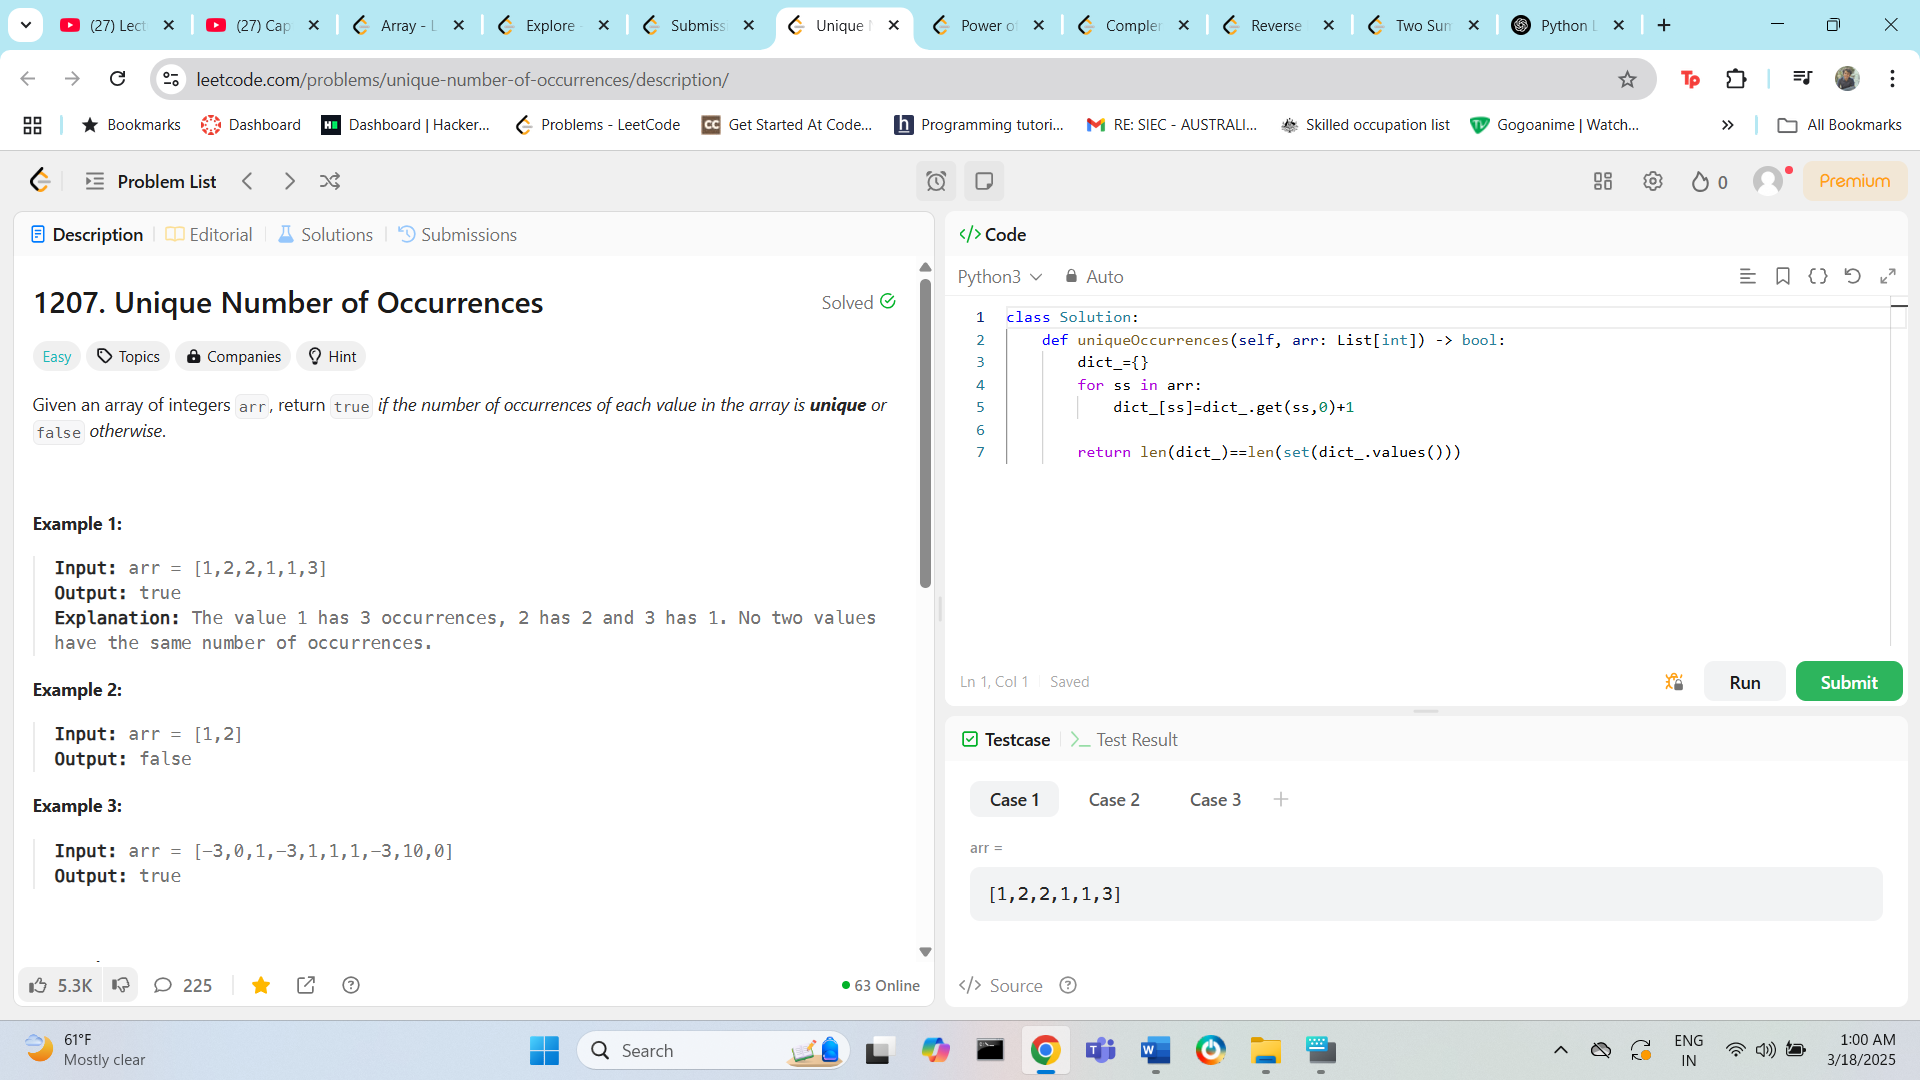 (27) Lect
(27) Cap
Array - L
Explore
Submiss
Unique N
Power of
Complem
Reverse
Two Sum
Python L
leetcode.com/problems/unique-number-of-occurrences/description/
Tp
Bookmarks
Dashboard
Dashboard | Hacker...
Problems - LeetCode
Get Started At Code...
Programming tutori...
RE: SIEC - AUSTRALI...
Skilled occupation list
Gogoanime | Watch...
All Bookmarks
Problem List
0
Premium
Description
Editorial
Solutions
Submissions
1207. Unique Number of Occurrences
Solved
Easy
Topics
Companies
Hint
Given an array of integers arr, return true if the number of occurrences of each value in the array is unique or
false otherwise.
Example 1:
Input: arr = [1,2,2,1,1,3]
Output: true
Explanation: The value 1 has 3 occurrences, 2 has 2 and 3 has 1. No two values
have the same number of occurrences.
Example 2:
Input: arr = [1,2]
Output: false
Example 3:
Input: arr = [-3,0,1,-3,1,1,1,-3,10,0]
Output: true
5.3K
225
63 Online
</> Code
Python3
Auto
1 class Solution:
2 def uniqueOccurrences(self, arr: List[int]) -> bool:
3 dict_={}
4 for ss in arr:
5 dict_[ss]=dict_.get(ss,0)+1
6
7 return len(dict_)==len(set(dict_.values()))
Ln 1, Col 1
Saved
Run
Submit
Testcase
Test Result
Case 1
Case 2
Case 3
arr =
[1,2,2,1,1,3]
</> Source
61°F
Mostly clear
Search
ENG
IN
1:00 AM
3/18/2025